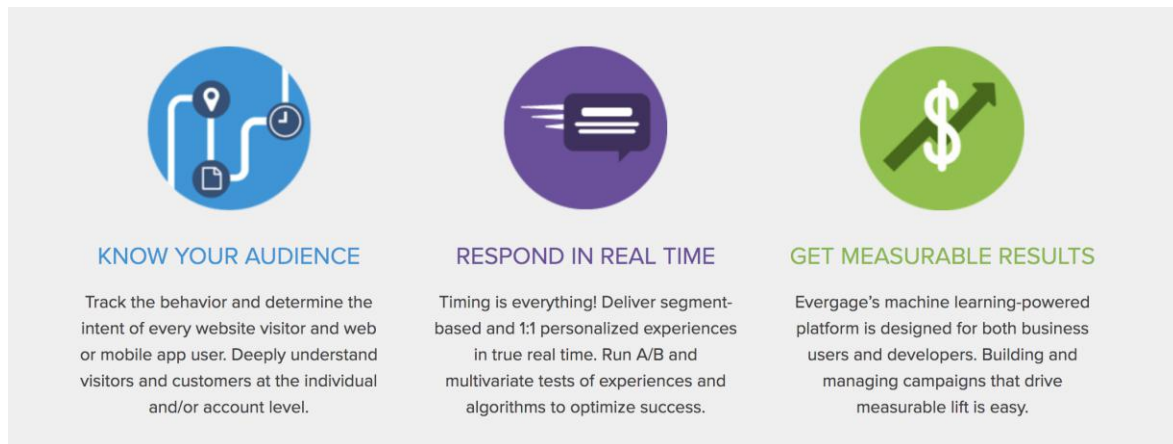 KNOW YOUR AUDIENCE
Track the behavior and determine the
intent of every website visitor and web
or mobile app user. Deeply understand
visitors and customers at the individual
and/or account level.
RESPOND IN REAL TIME
Timing is everything! Deliver segment-
based and 1:1 personalized experiences
in true real time. Run A/B and
multivariate tests of experiences and
algorithms to optimize success.
GET MEASURABLE RESULTS
Evergage’s machine learning-powered
platform is designed for both business
users and developers. Building and
managing campaigns that drive
measurable lift is easy.